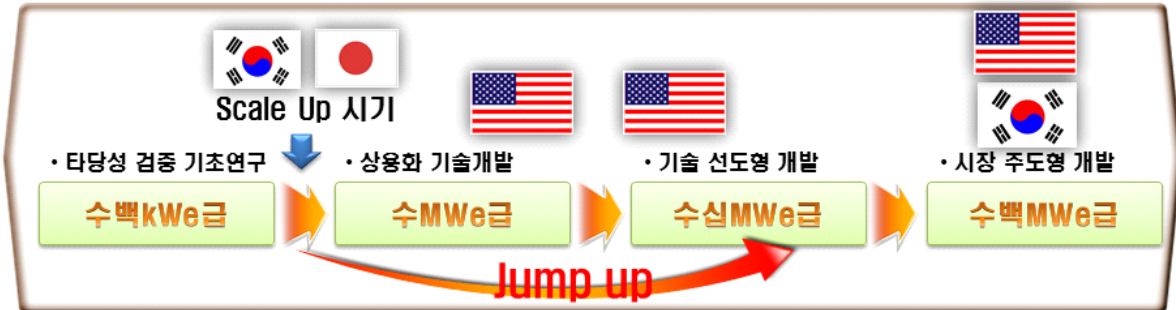 Scale Up 시기
· 타당성 검증 기초연구
· 상용화 기술개발
· 기술 선도형 개발
· 시장 주도형 개발
수백kWe급
수MWe급
수십MWe급
수백MWe급
Jump up